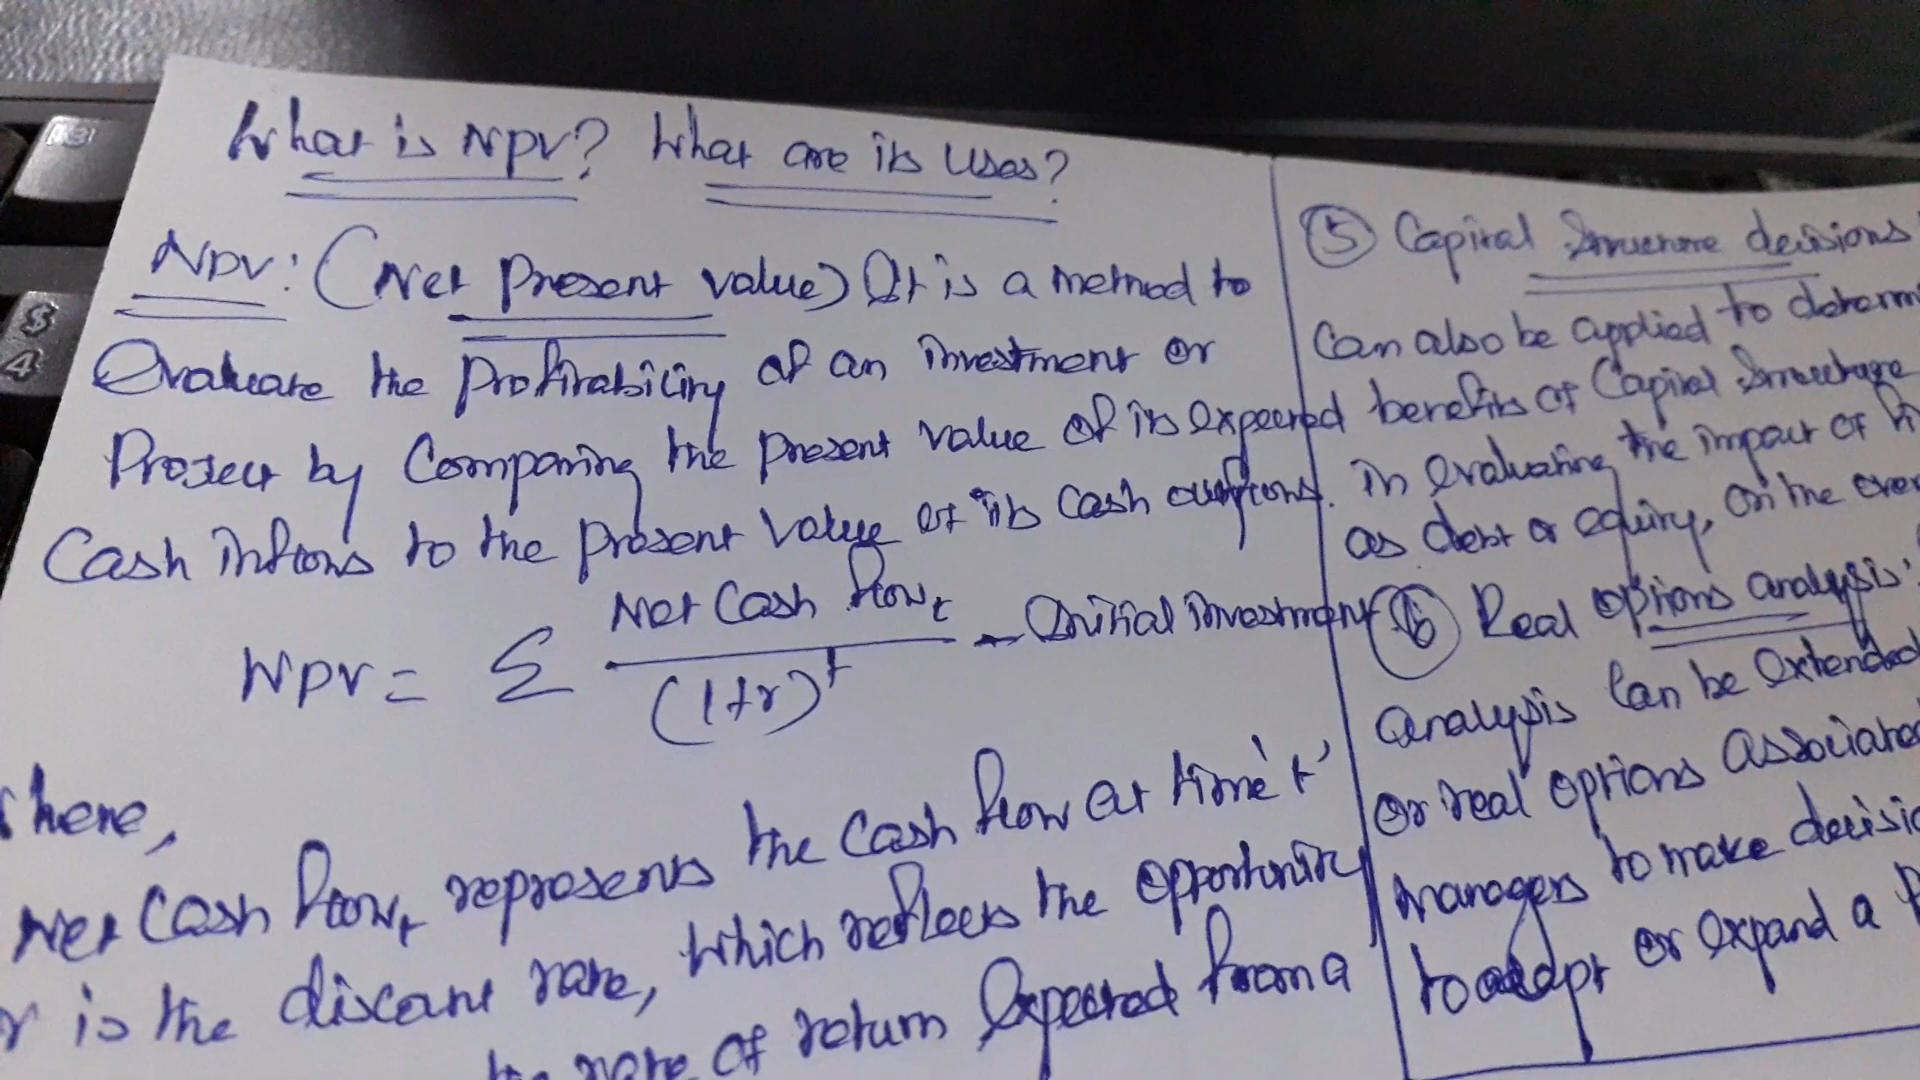 What is NPV? What are its uses?
NPV: (Net Present Value) It is a method to
Evaluate the profitability of an investment or
Project by Comparing the present value of its expected
Cash inflows to the present value of its cash outflows.
NPV = Σ Net Cash flow_t / (1+r)^t - Initial investment
here,
Net Cash flow_t represents the cash flow at time 't'
r is the discount rate, which reflects the opportunity
the rate of return expected from a
⑤ Capital Structure decisions
Can also be applied to determ
benefits of Capital Structure
in evaluating the impact of
as debt or equity, on the over
⑥ Real options analysis:
analysis can be extended
or real options associated
managers to make decisio
to adapt or expand a
$
4